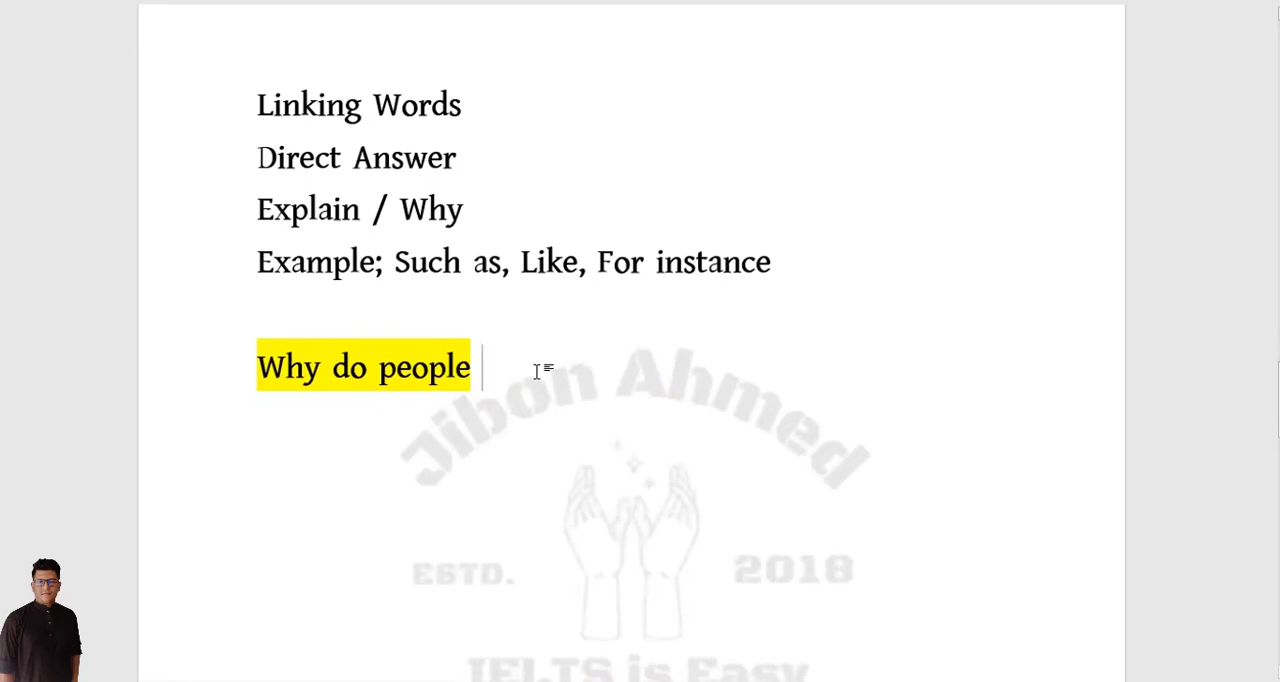 Linking Words
Direct Answer
Explain / Why
Example; Such as, Like, For instance
Why do people
Jibon Ahmed
ESTD. 2018
IELTS is Easy